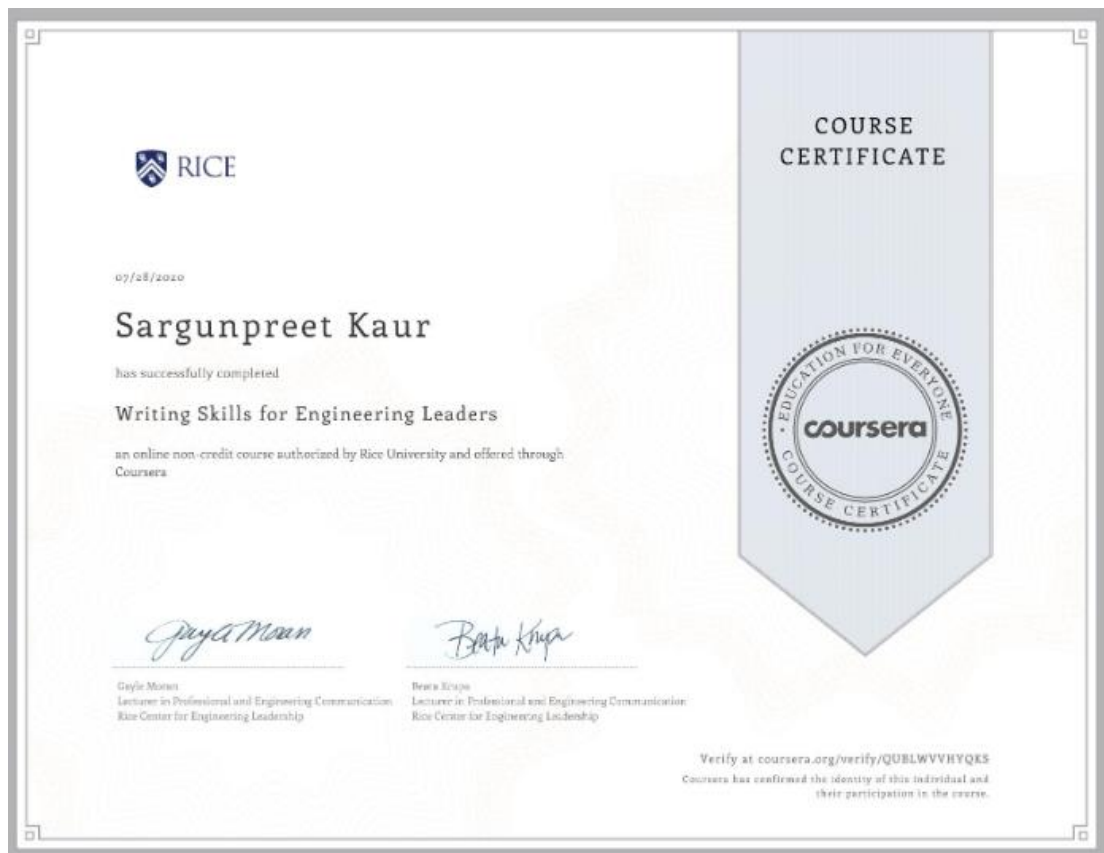 RICE
COURSE
CERTIFICATE
07/28/2020
Sargunpreet Kaur
has successfully completed
Writing Skills for Engineering Leaders
an online non-credit course authorized by Rice University and offered through
Coursera
EDUCATION FOR EVERYONE
coursera
COURSE CERTIFICATE
Gayle Moran
Lecturer in Professional and Engineering Communication
Rice Center for Engineering Leadership
Beata Krupa
Lecturer in Professional and Engineering Communication
Rice Center for Engineering Leadership
Verify at coursera.org/verify/QUBLWVVHYQKS
Coursera has confirmed the identity of this individual and
their participation in the course.